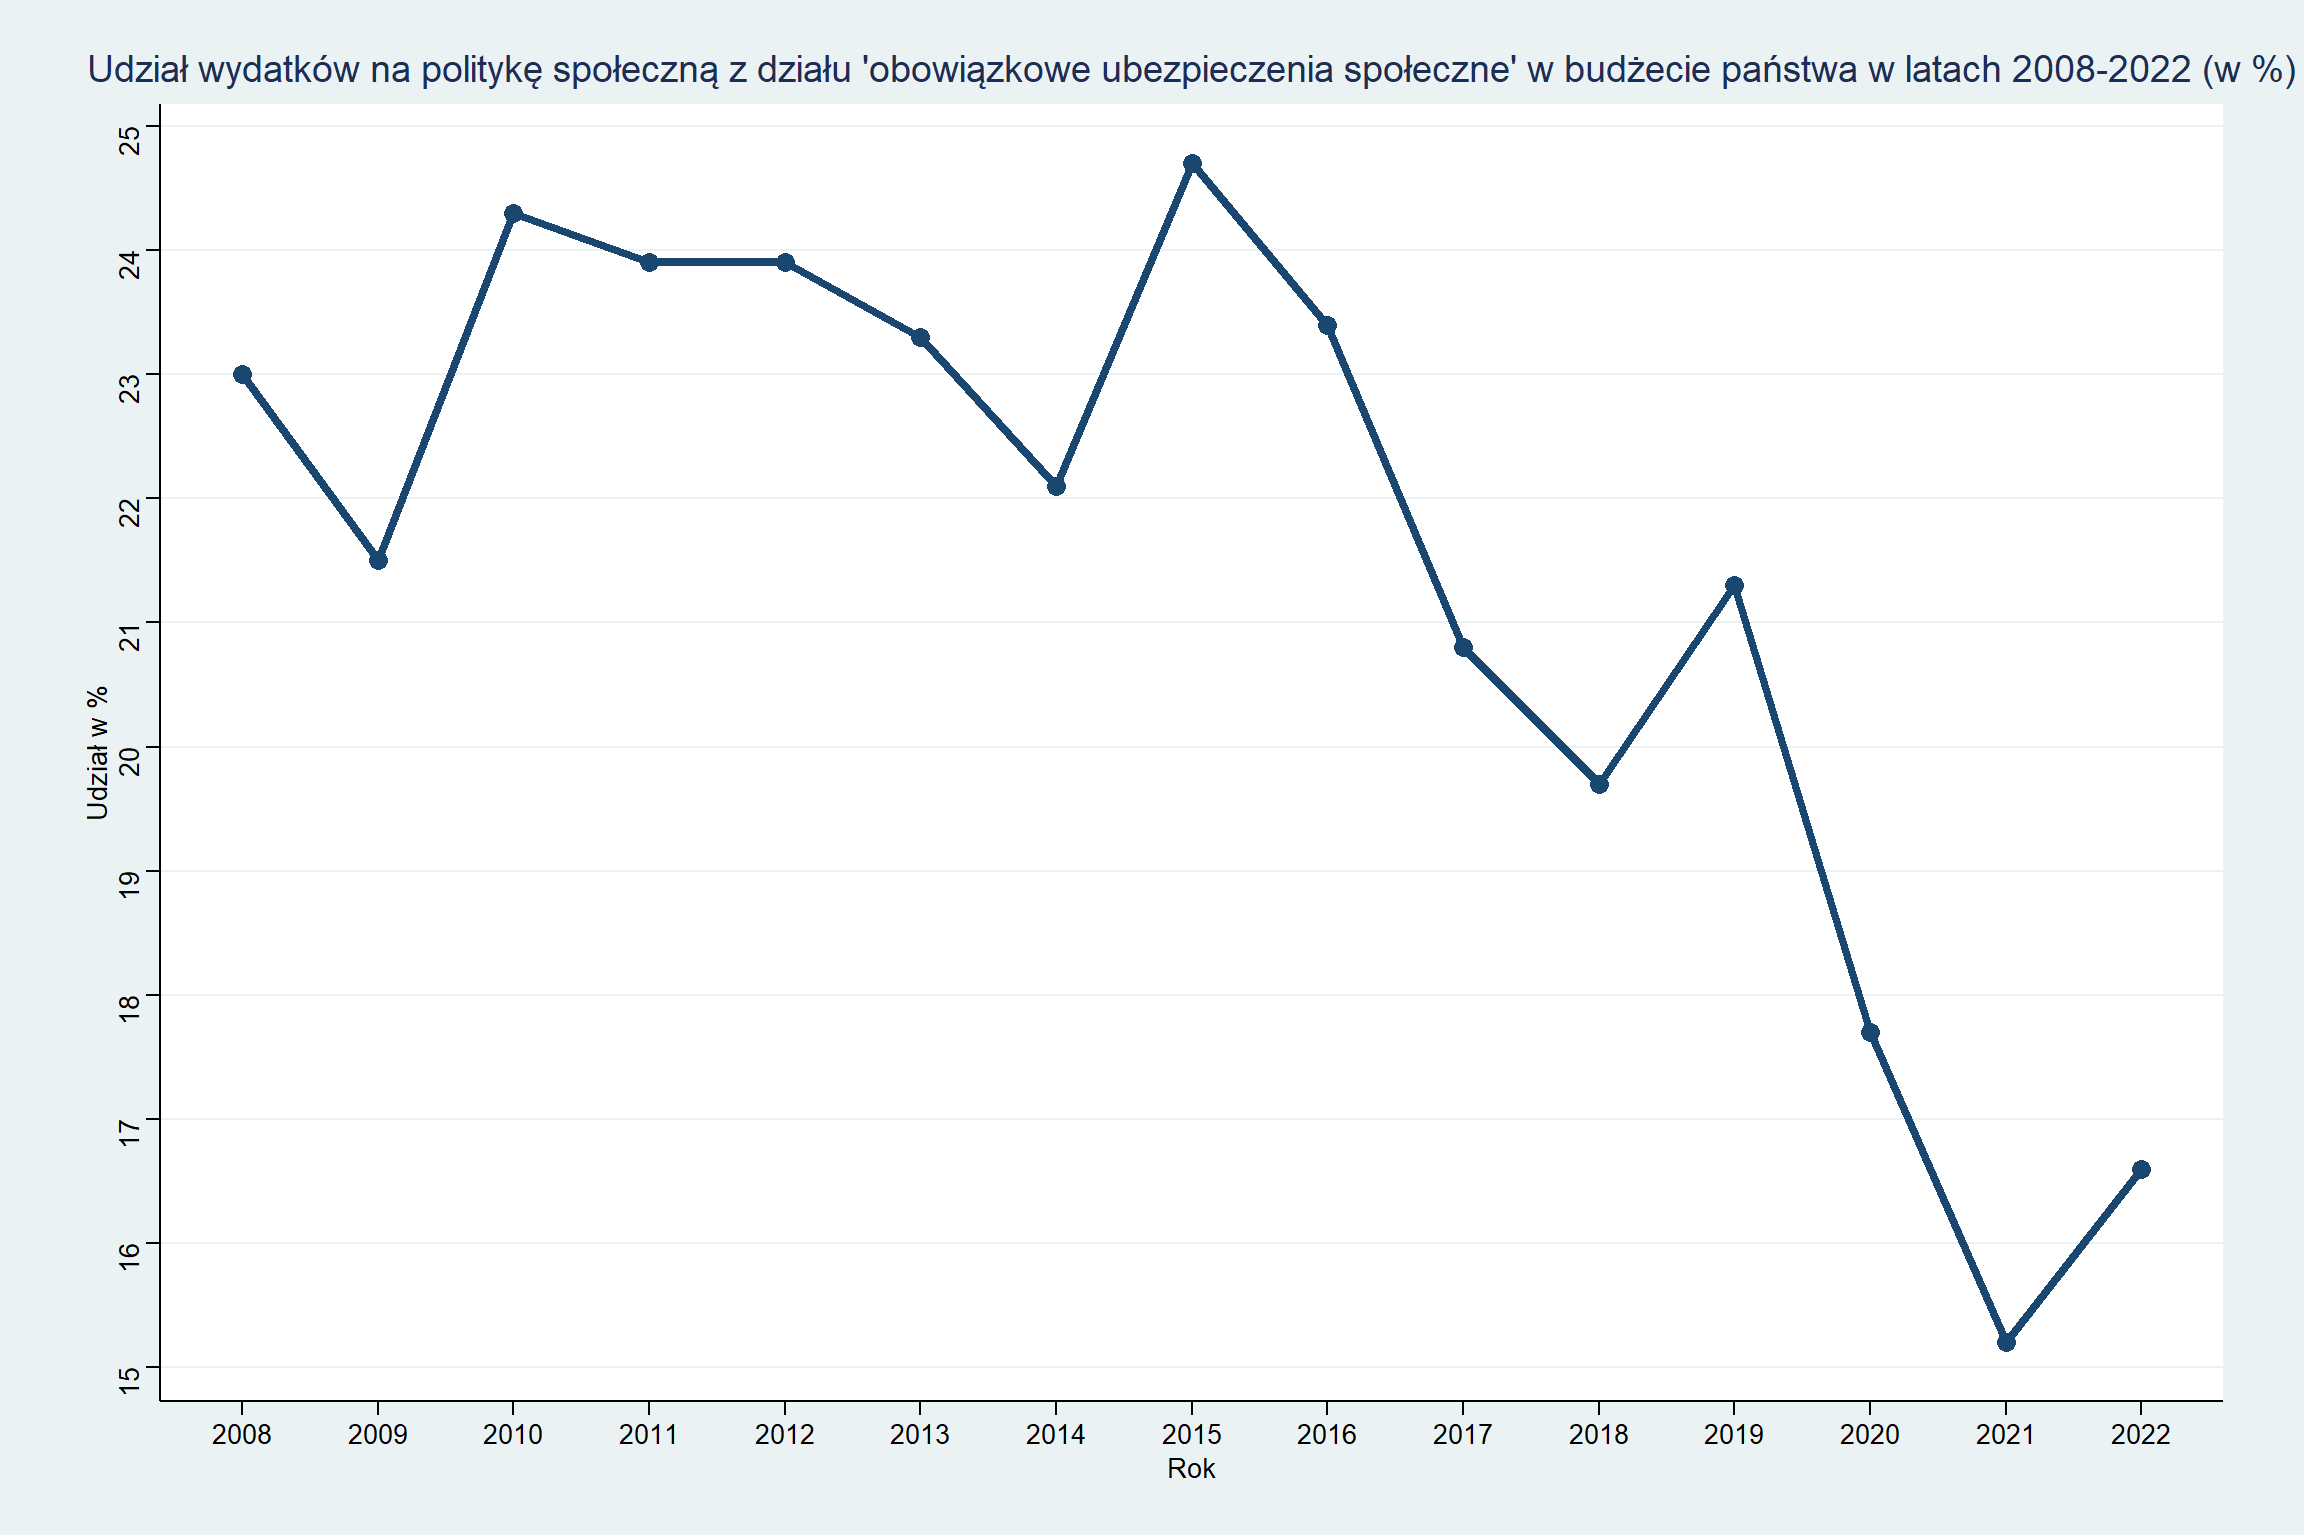 Udział wydatków na politykę społeczną z działu 'obowiązkowe ubezpieczenia społeczne' w budżecie państwa w latach 2008-2022 (w %)
25
24
23
22
21
20
19
18
17
16
15
Udział w %
2008 2009 2010 2011 2012 2013 2014 2015 2016 2017 2018 2019 2020 2021 2022
Rok